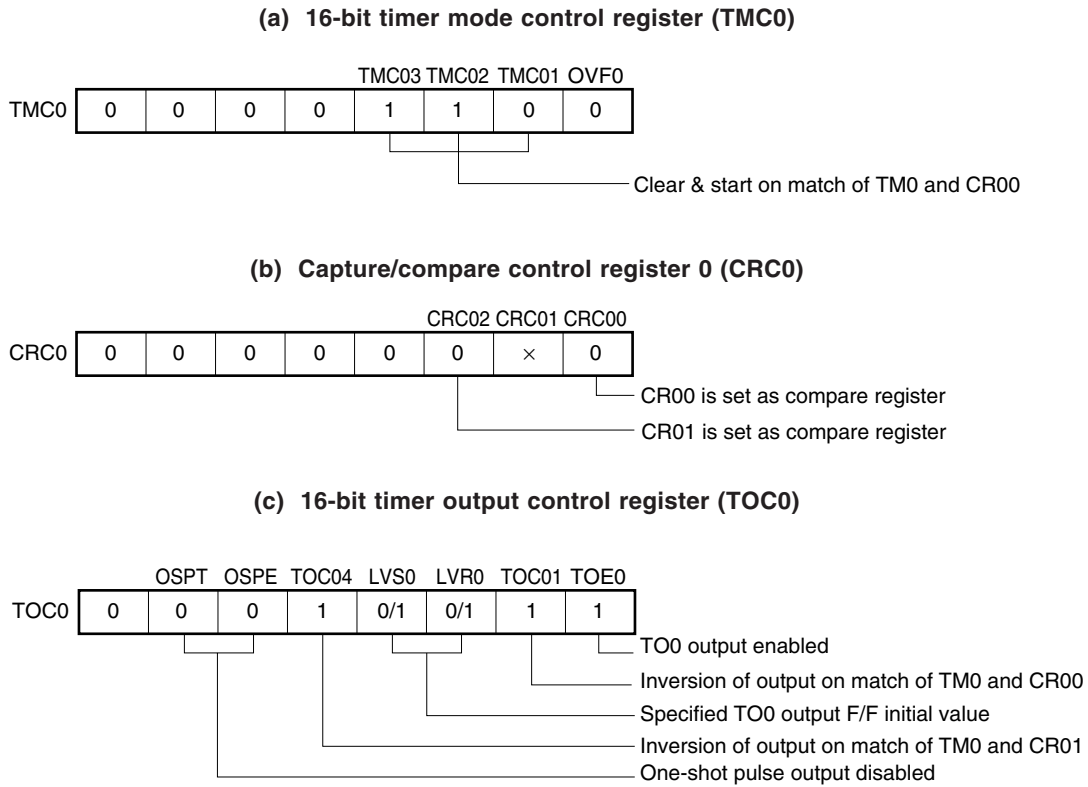 (a) 16-bit timer mode control register (TMC0)
TMC03 TMC02 TMC01 OVF0
TMC0 0 0 0 0 1 1 0 0
Clear & start on match of TM0 and CR00
(b) Capture/compare control register 0 (CRC0)
CRC02 CRC01 CRC00
CRC0 0 0 0 0 0 0 × 0
CR00 is set as compare register
CR01 is set as compare register
(c) 16-bit timer output control register (TOC0)
OSPT OSPE TOC04 LVS0 LVR0 TOC01 TOE0
TOC0 0 0 0 1 0/1 0/1 1 1
TO0 output enabled
Inversion of output on match of TM0 and CR00
Specified TO0 output F/F initial value
Inversion of output on match of TM0 and CR01
One-shot pulse output disabled